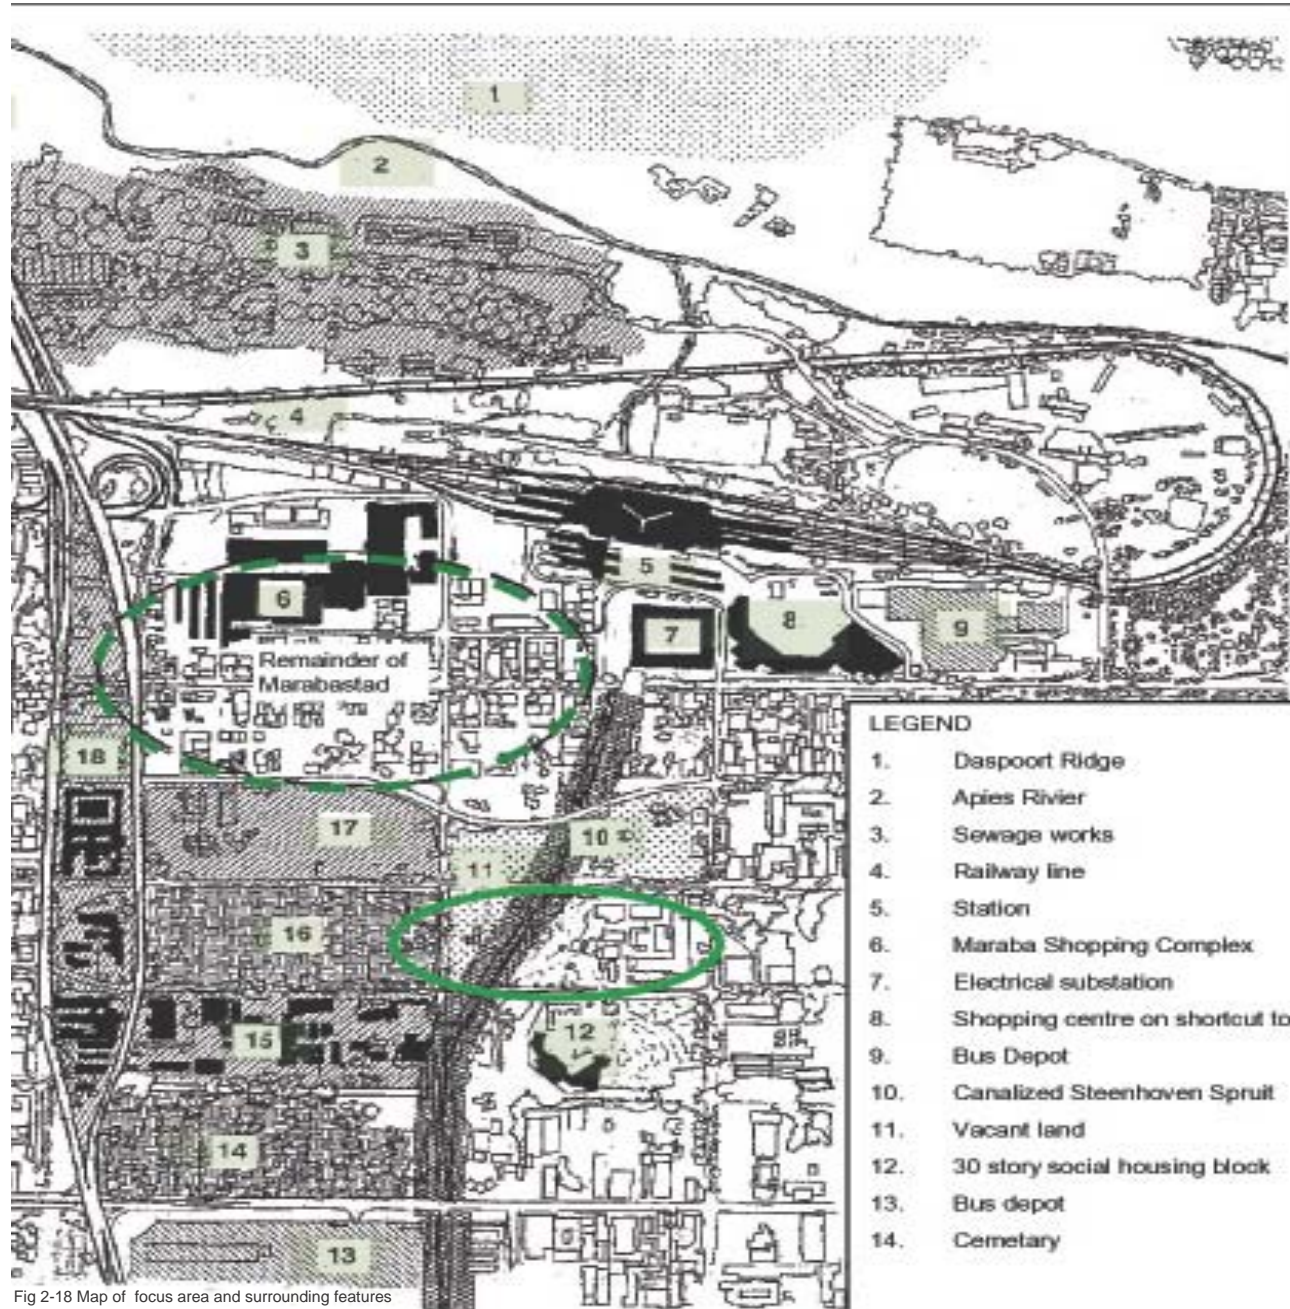 1
2
3
4
5
6
7
8
9
Remainder of
Marabastad
18
17
10
11
16
12
15
14
13
LEGEND
1. Daspoort Ridge
2. Apies Rivier
3. Sewage works
4. Railway line
5. Station
6. Maraba Shopping Complex
7. Electrical substation
8. Shopping centre on shortcut to
9. Bus Depot
10. Canalized Steenhoven Spruit
11. Vacant land
12. 30 story social housing block
13. Bus depot
14. Cemetary
Fig 2-18 Map of focus area and surrounding features